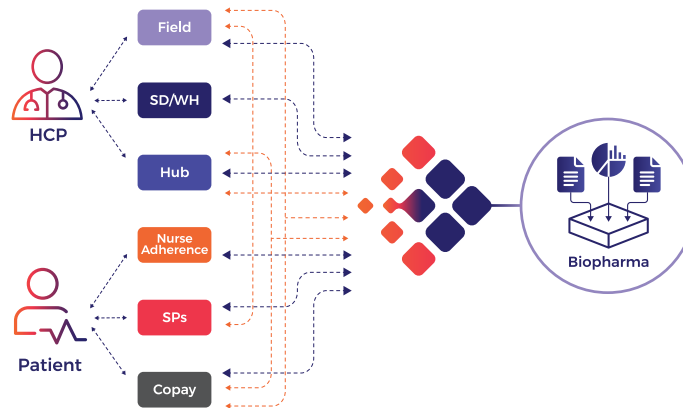 Field
SD/WH
HCP
Hub
Nurse
Adherence
SPs
Patient
Copay
Biopharma